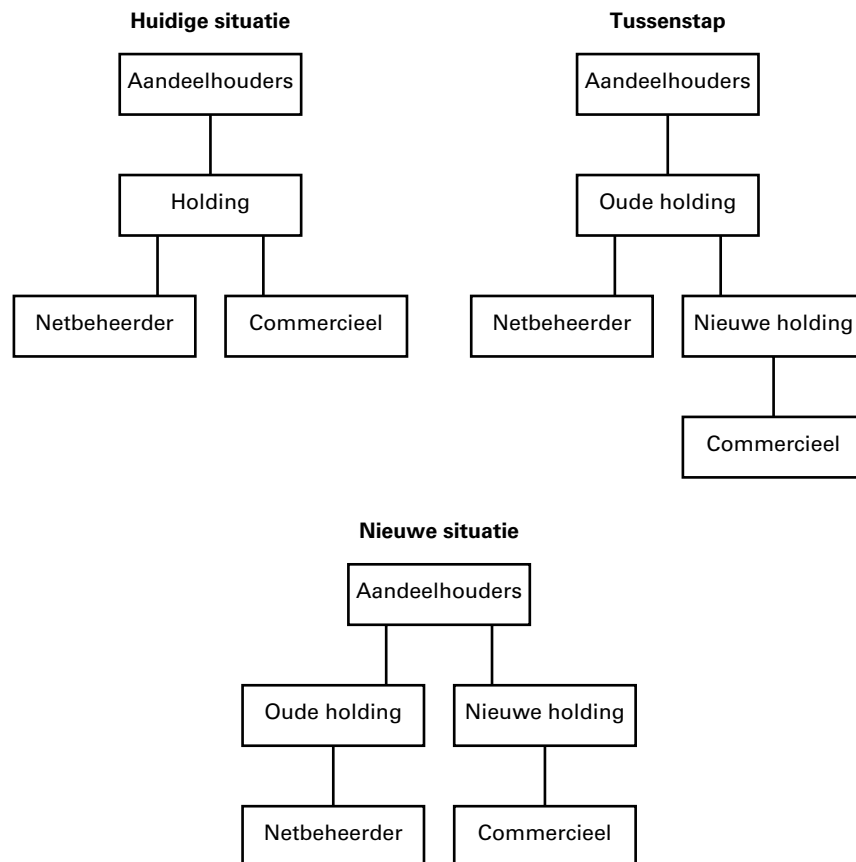 Huidige situatie
Aandeelhouders
Holding
Netbeheerder
Commercieel
Tussenstap
Aandeelhouders
Oude holding
Netbeheerder
Nieuwe holding
Commercieel
Nieuwe situatie
Aandeelhouders
Oude holding
Nieuwe holding
Netbeheerder
Commercieel